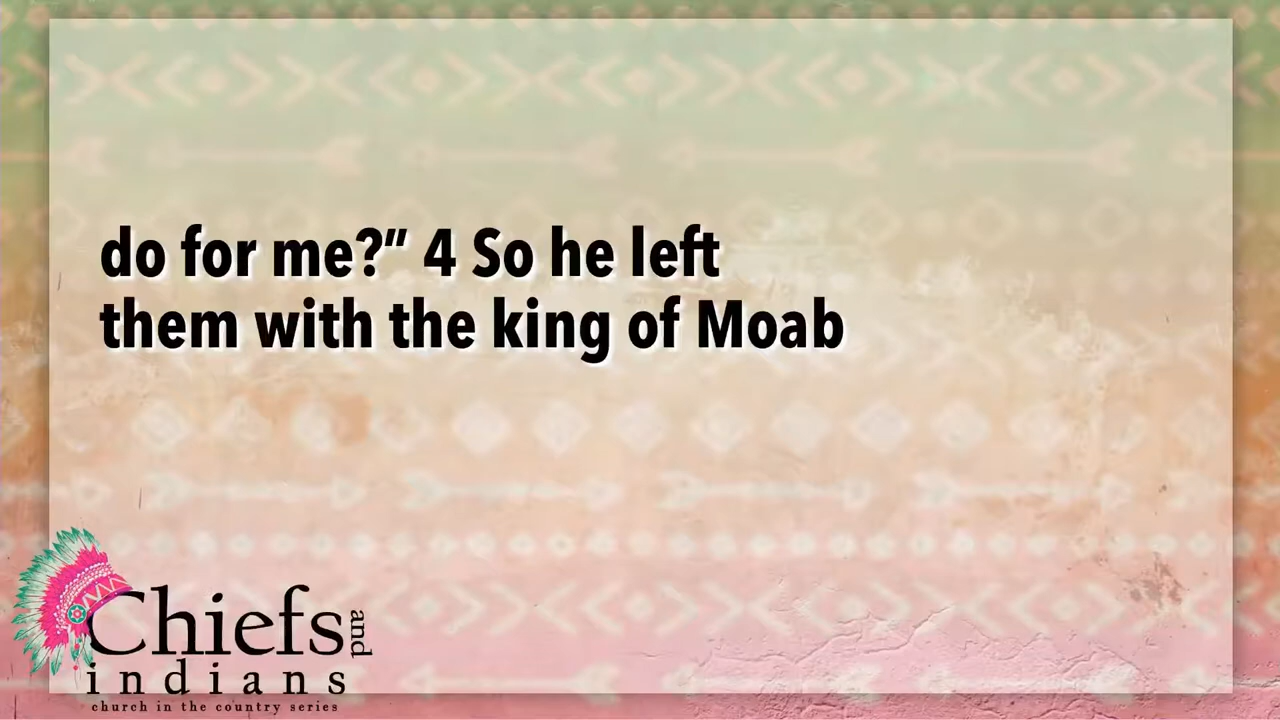 do for me?” 4 So he left
them with the king of Moab
Chiefs and
indians
church in the country series